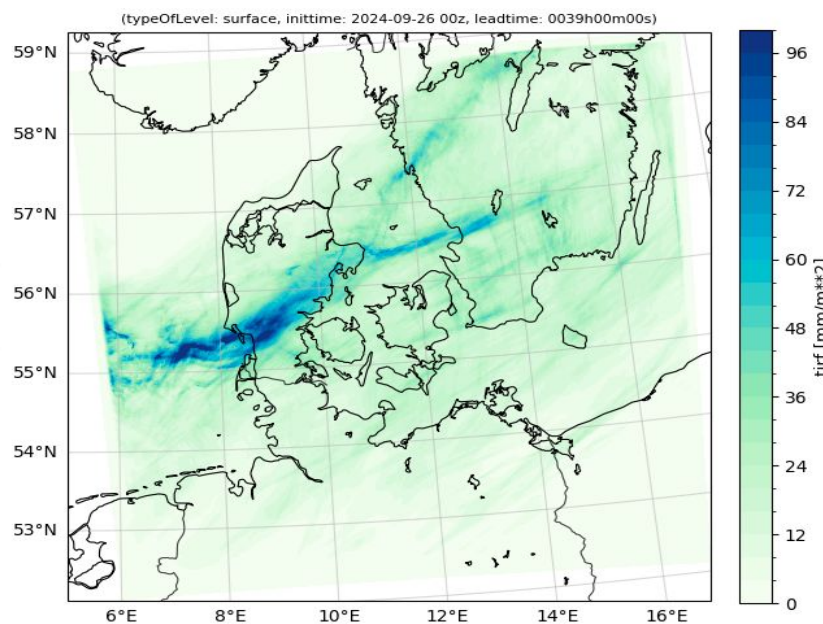 (typeOfLevel: surface, inittime: 2024-09-26 00z, leadtime: 0039h00m00s)
59°N
58°N
57°N
56°N
55°N
54°N
53°N
6°E 8°E 10°E 12°E 14°E 16°E
96
84
72
60
48
36
24
12
0
tirf [mm/m**2]